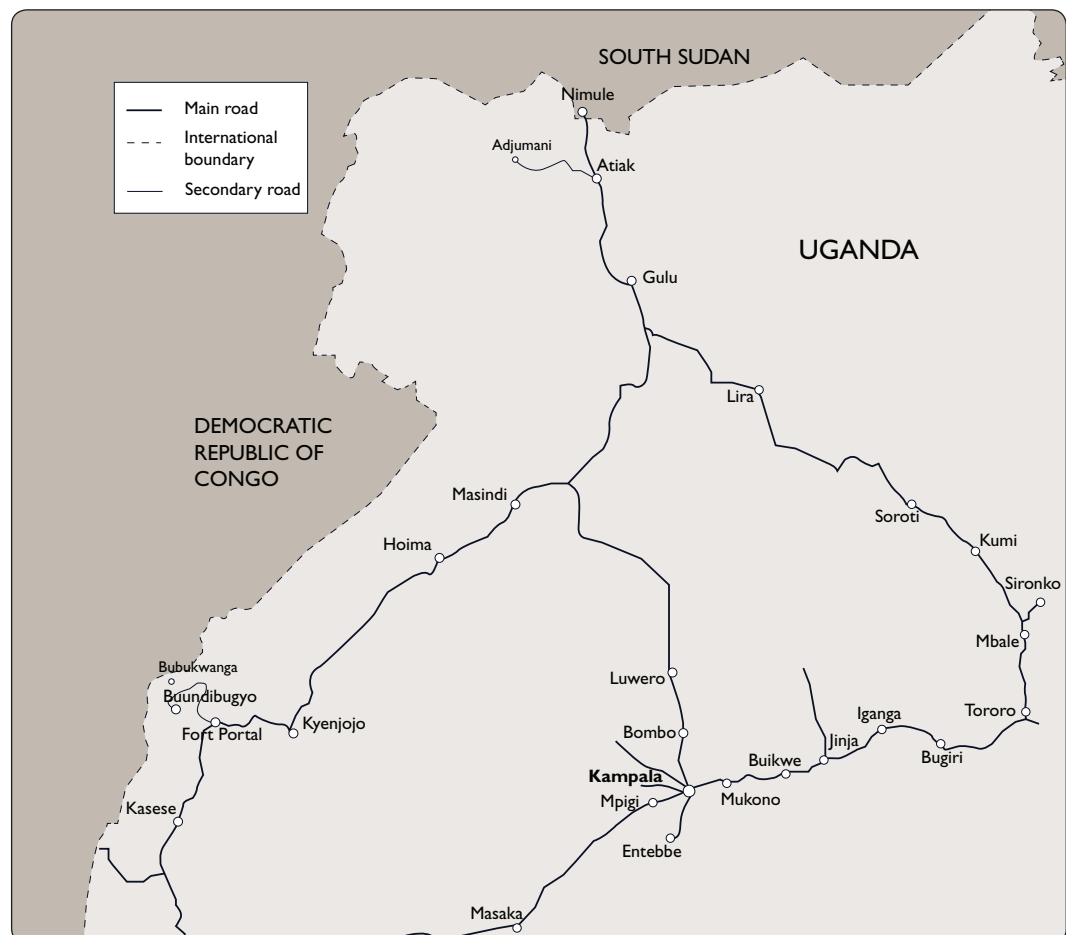 SOUTH SUDAN
Nimule
Main road
International
boundary
Secondary road
Adjumani
Atiak
UGANDA
Gulu
Lira
DEMOCRATIC
REPUBLIC OF
CONGO
Masindi
Soroti
Hoima
Kumi
Sironko
Mbale
Bubukwanga
Luwero
Buundibugyo
Fort Portal
Kyenjojo
Tororo
Iganga
Bombo
Jinja
Bugiri
Buikwe
Kampala
Mpigi
Mukono
Kasese
Entebbe
Masaka